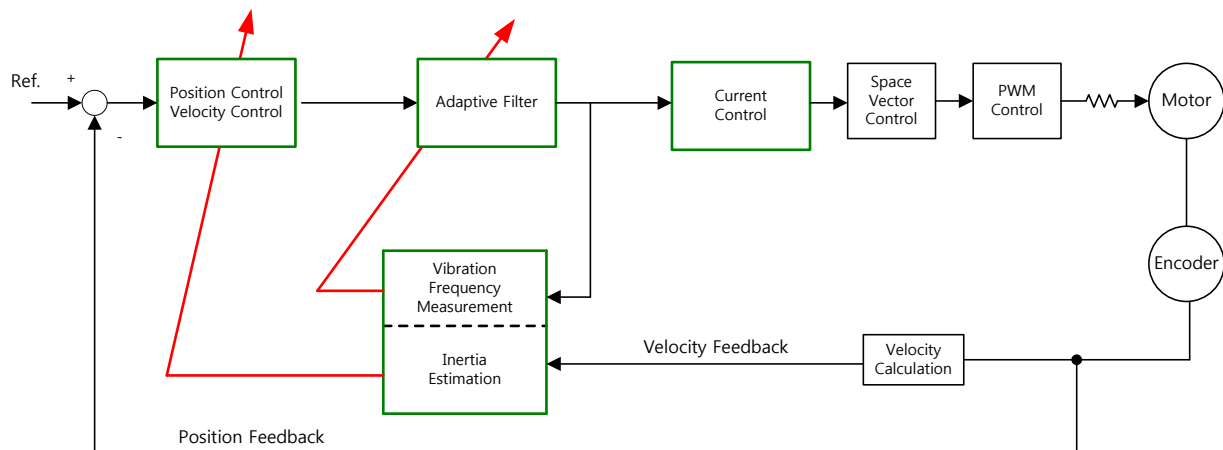 Ref.
+
-
Position Control
Velocity Control
Adaptive Filter
Current
Control
Space
Vector
Control
PWM
Control
Motor
Encoder
Vibration
Frequency
Measurement
Inertia
Estimation
Velocity Feedback
Velocity
Calculation
Position Feedback